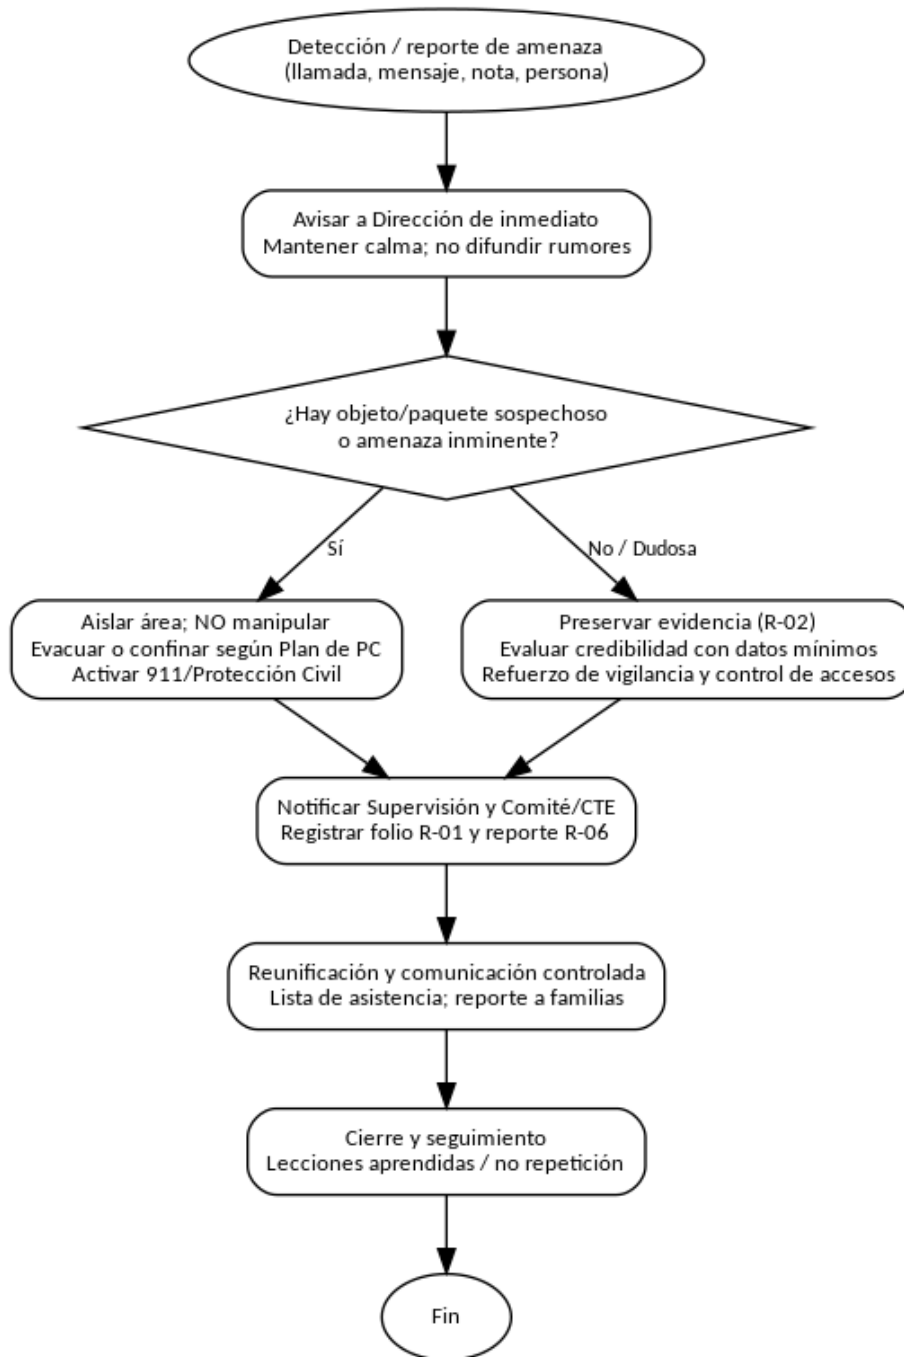 Detección / reporte de amenaza
(llamada, mensaje, nota, persona)
Avisar a Dirección de inmediato
Mantener calma; no difundir rumores
¿Hay objeto/paquete sospechoso
o amenaza inminente?
Sí
No / Dudosa
Aislar área; NO manipular
Evacuar o confinar según Plan de PC
Activar 911/Protección Civil
Preservar evidencia (R-02)
Evaluar credibilidad con datos mínimos
Refuerzo de vigilancia y control de accesos
Notificar Supervisión y Comité/CTE
Registrar folio R-01 y reporte R-06
Reunificación y comunicación controlada
Lista de asistencia; reporte a familias
Cierre y seguimiento
Lecciones aprendidas / no repetición
Fin